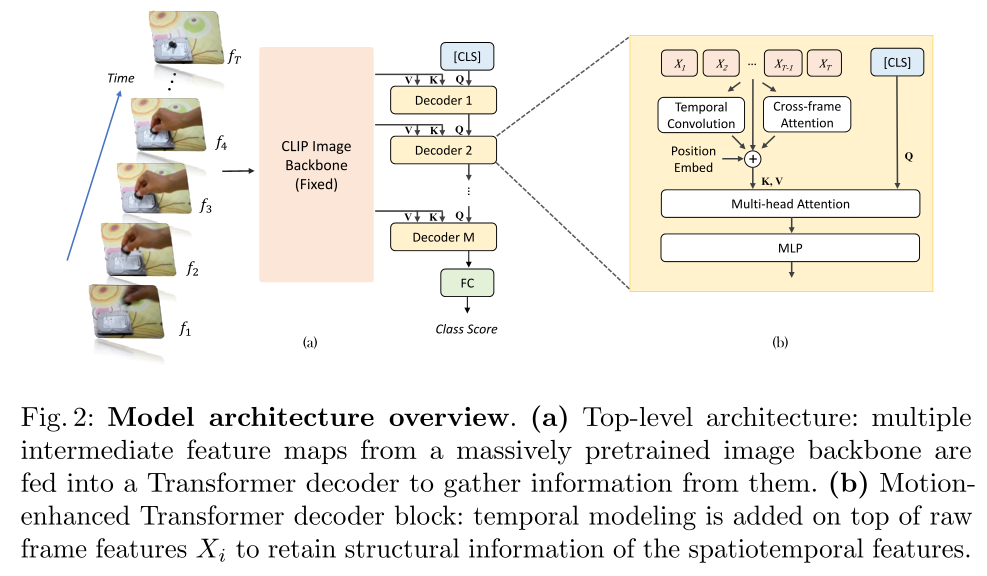 Time
f_T
f_4
f_3
f_2
f_1
CLIP Image
Backbone
(Fixed)
[CLS]
V K Q
Decoder 1
V K Q
Decoder 2
...
V K Q
Decoder M
FC
Class Score
(a)
X_1 X_2 ... X_{T-1} X_T [CLS]
Temporal
Convolution
Cross-frame
Attention
Position
Embed
+
K, V
Q
Multi-head Attention
MLP
(b)
Fig. 2: Model architecture overview. (a) Top-level architecture: multiple
intermediate feature maps from a massively pretrained image backbone are
fed into a Transformer decoder to gather information from them. (b) Motion-
enhanced Transformer decoder block: temporal modeling is added on top of raw
frame features X_i to retain structural information of the spatiotemporal features.